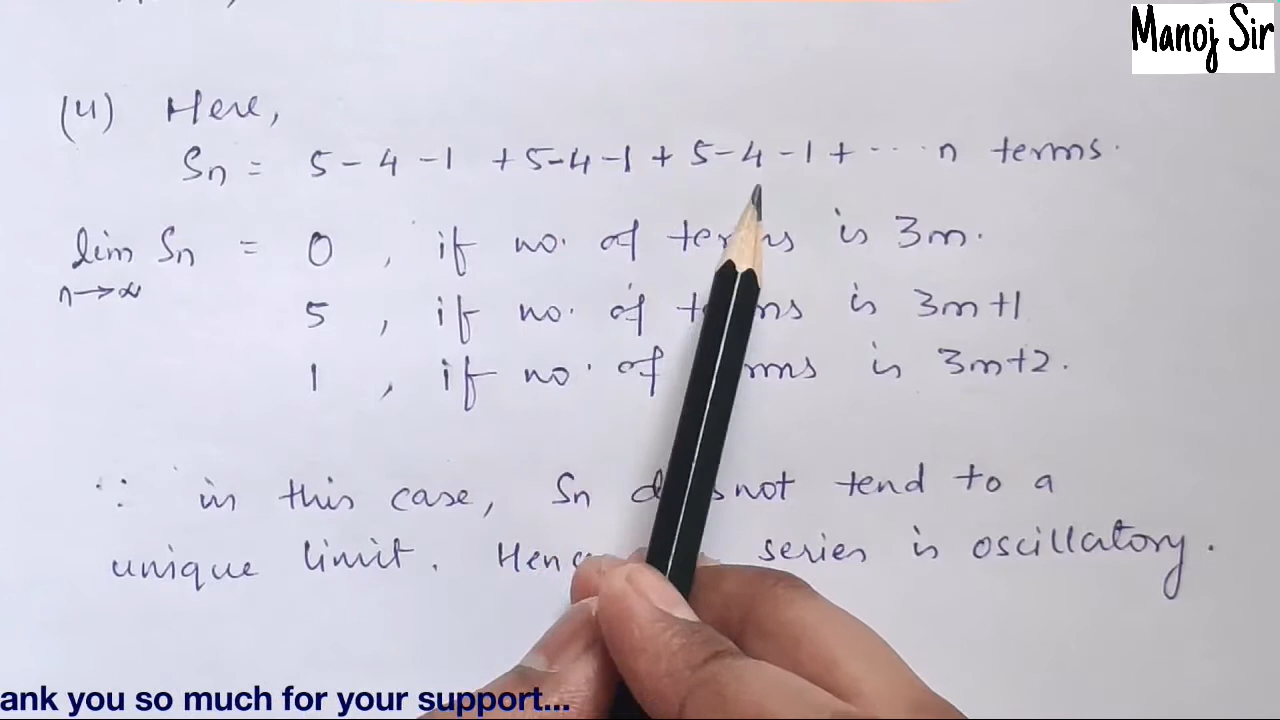 Manoj Sir
(4) Here,
Sn = 5 - 4 - 1 + 5 - 4 - 1 + 5 - 4 - 1 + ... n terms.
lim Sn = 0 , if no. of terms is 3m.
n→∞
5 , if no. of is 3m+1
1 , if no. of is 3m+2.
∵ in this case, Sn not tend to a
unique limit. series is oscillatory.
ank you so much for your support...